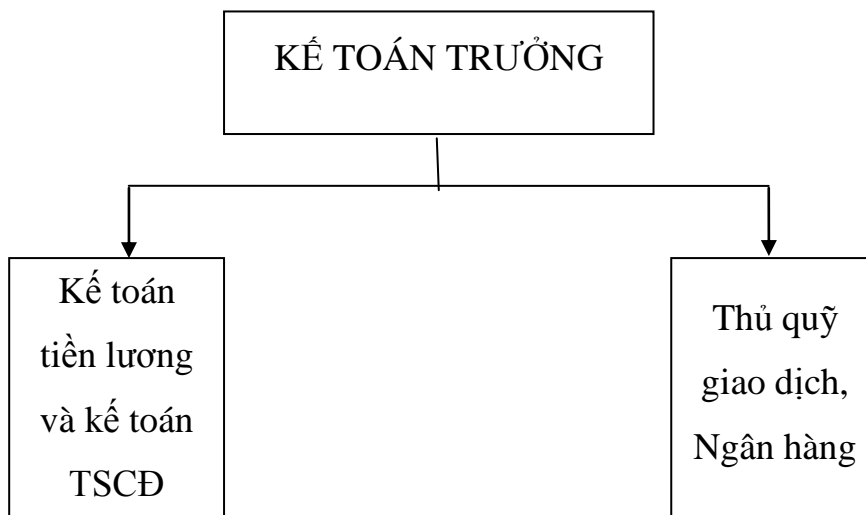 KẾ TOÁN TRƯỞNG
Kế toán
tiền lương
và kế toán
TSCĐ
Thủ quỹ
giao dịch,
Ngân hàng